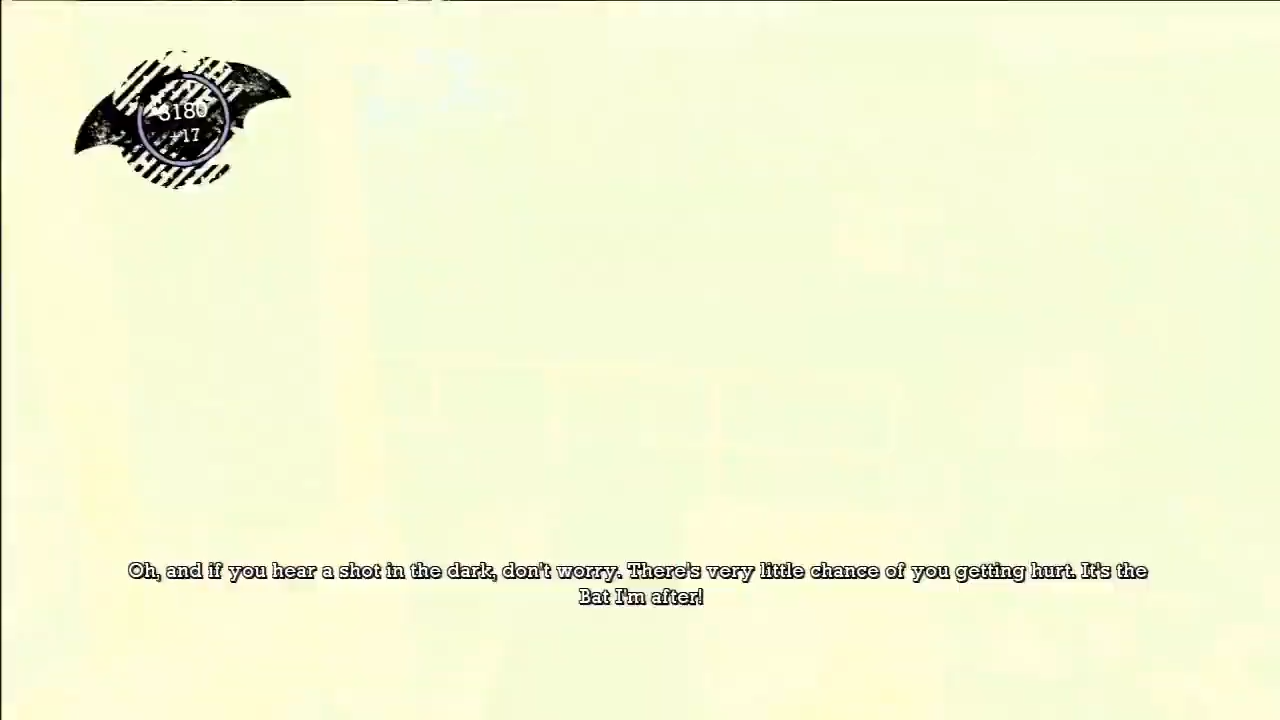 3180
+17
Oh, and if you hear a shot in the dark, don't worry. There's very little chance of you getting hurt. It's the
Bat I'm after!